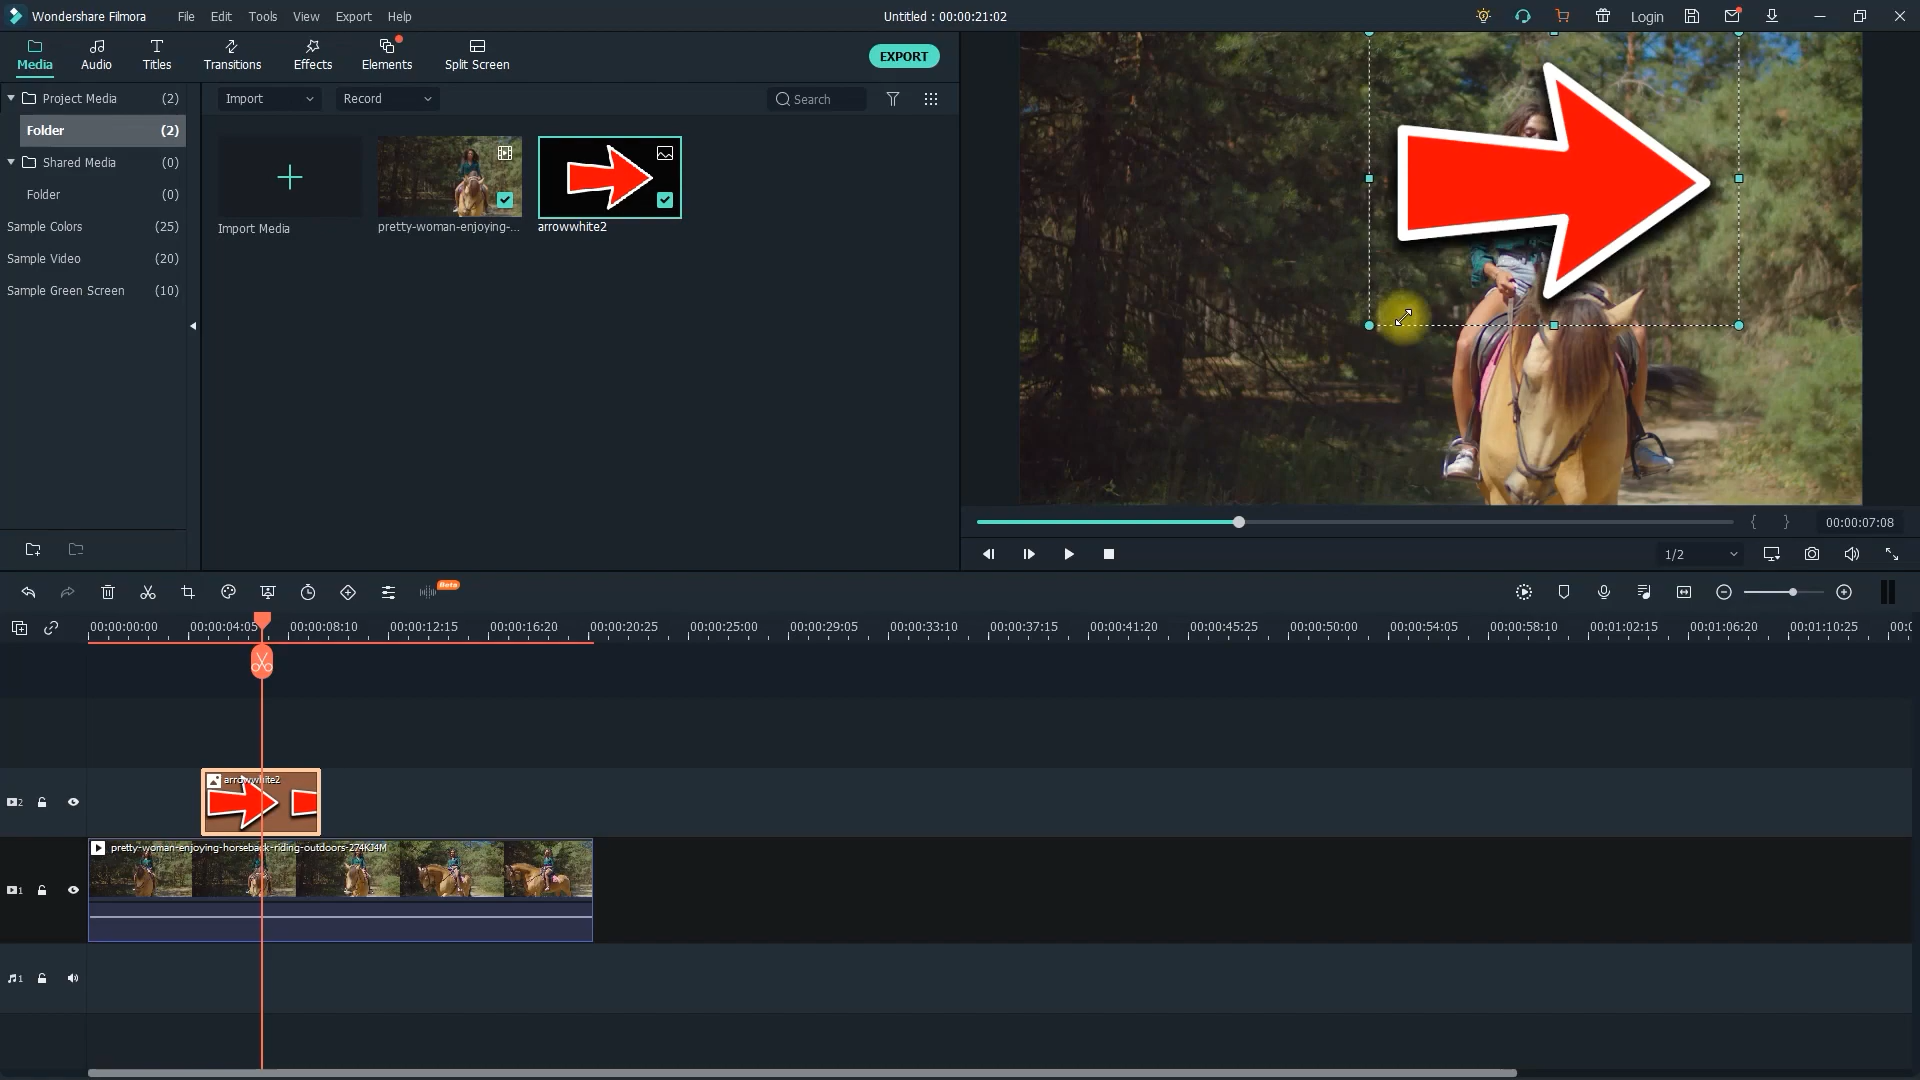 Wondershare Filmora File Edit Tools View Export Help Untitled : 00:00:21:02 Login
Media Audio Titles Transitions Effects Elements Split Screen EXPORT
Project Media (2) Import Record Search
Folder (2)
Shared Media (0)
Folder (0)
Sample Colors (25) Import Media pretty-woman-enjoying-... arrowwhite2
Sample Video (20)
Sample Green Screen (10)
00:00:07:08
1/2
Beta
00:00:00:00 00:00:04:05 00:00:08:10 00:00:12:15 00:00:16:20 00:00:20:25 00:00:25:00 00:00:29:05 00:00:33:10 00:00:37:15 00:00:41:20 00:00:45:25 00:00:50:00 00:00:54:05 00:00:58:10 00:01:02:15 00:01:06:20 00:01:10:25 00:0
arrowwhite2
2
pretty-woman-enjoying-horseback-riding-outdoors-274KJ4M
1
1